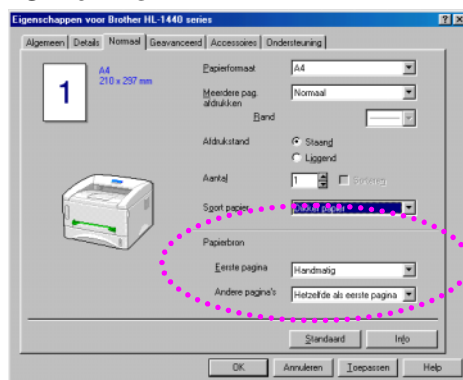 Eigenschappen voor Brother HL-1440 series
Algemeen Details Normaal Geavanceerd Accessoires Ondersteuning
1
A4
210 x 297 mm
Papierformaat A4
Meerdere pag. afdrukken Normaal
Rand
Afdrukstand Staand
Liggend
Aantal 1 Sorteren
Soort papier papier
Papierbron
Eerste pagina Handmatig
Andere pagina's Hetzelfde als eerste pagina
Standaard Info
OK Annuleren Toepassen Help